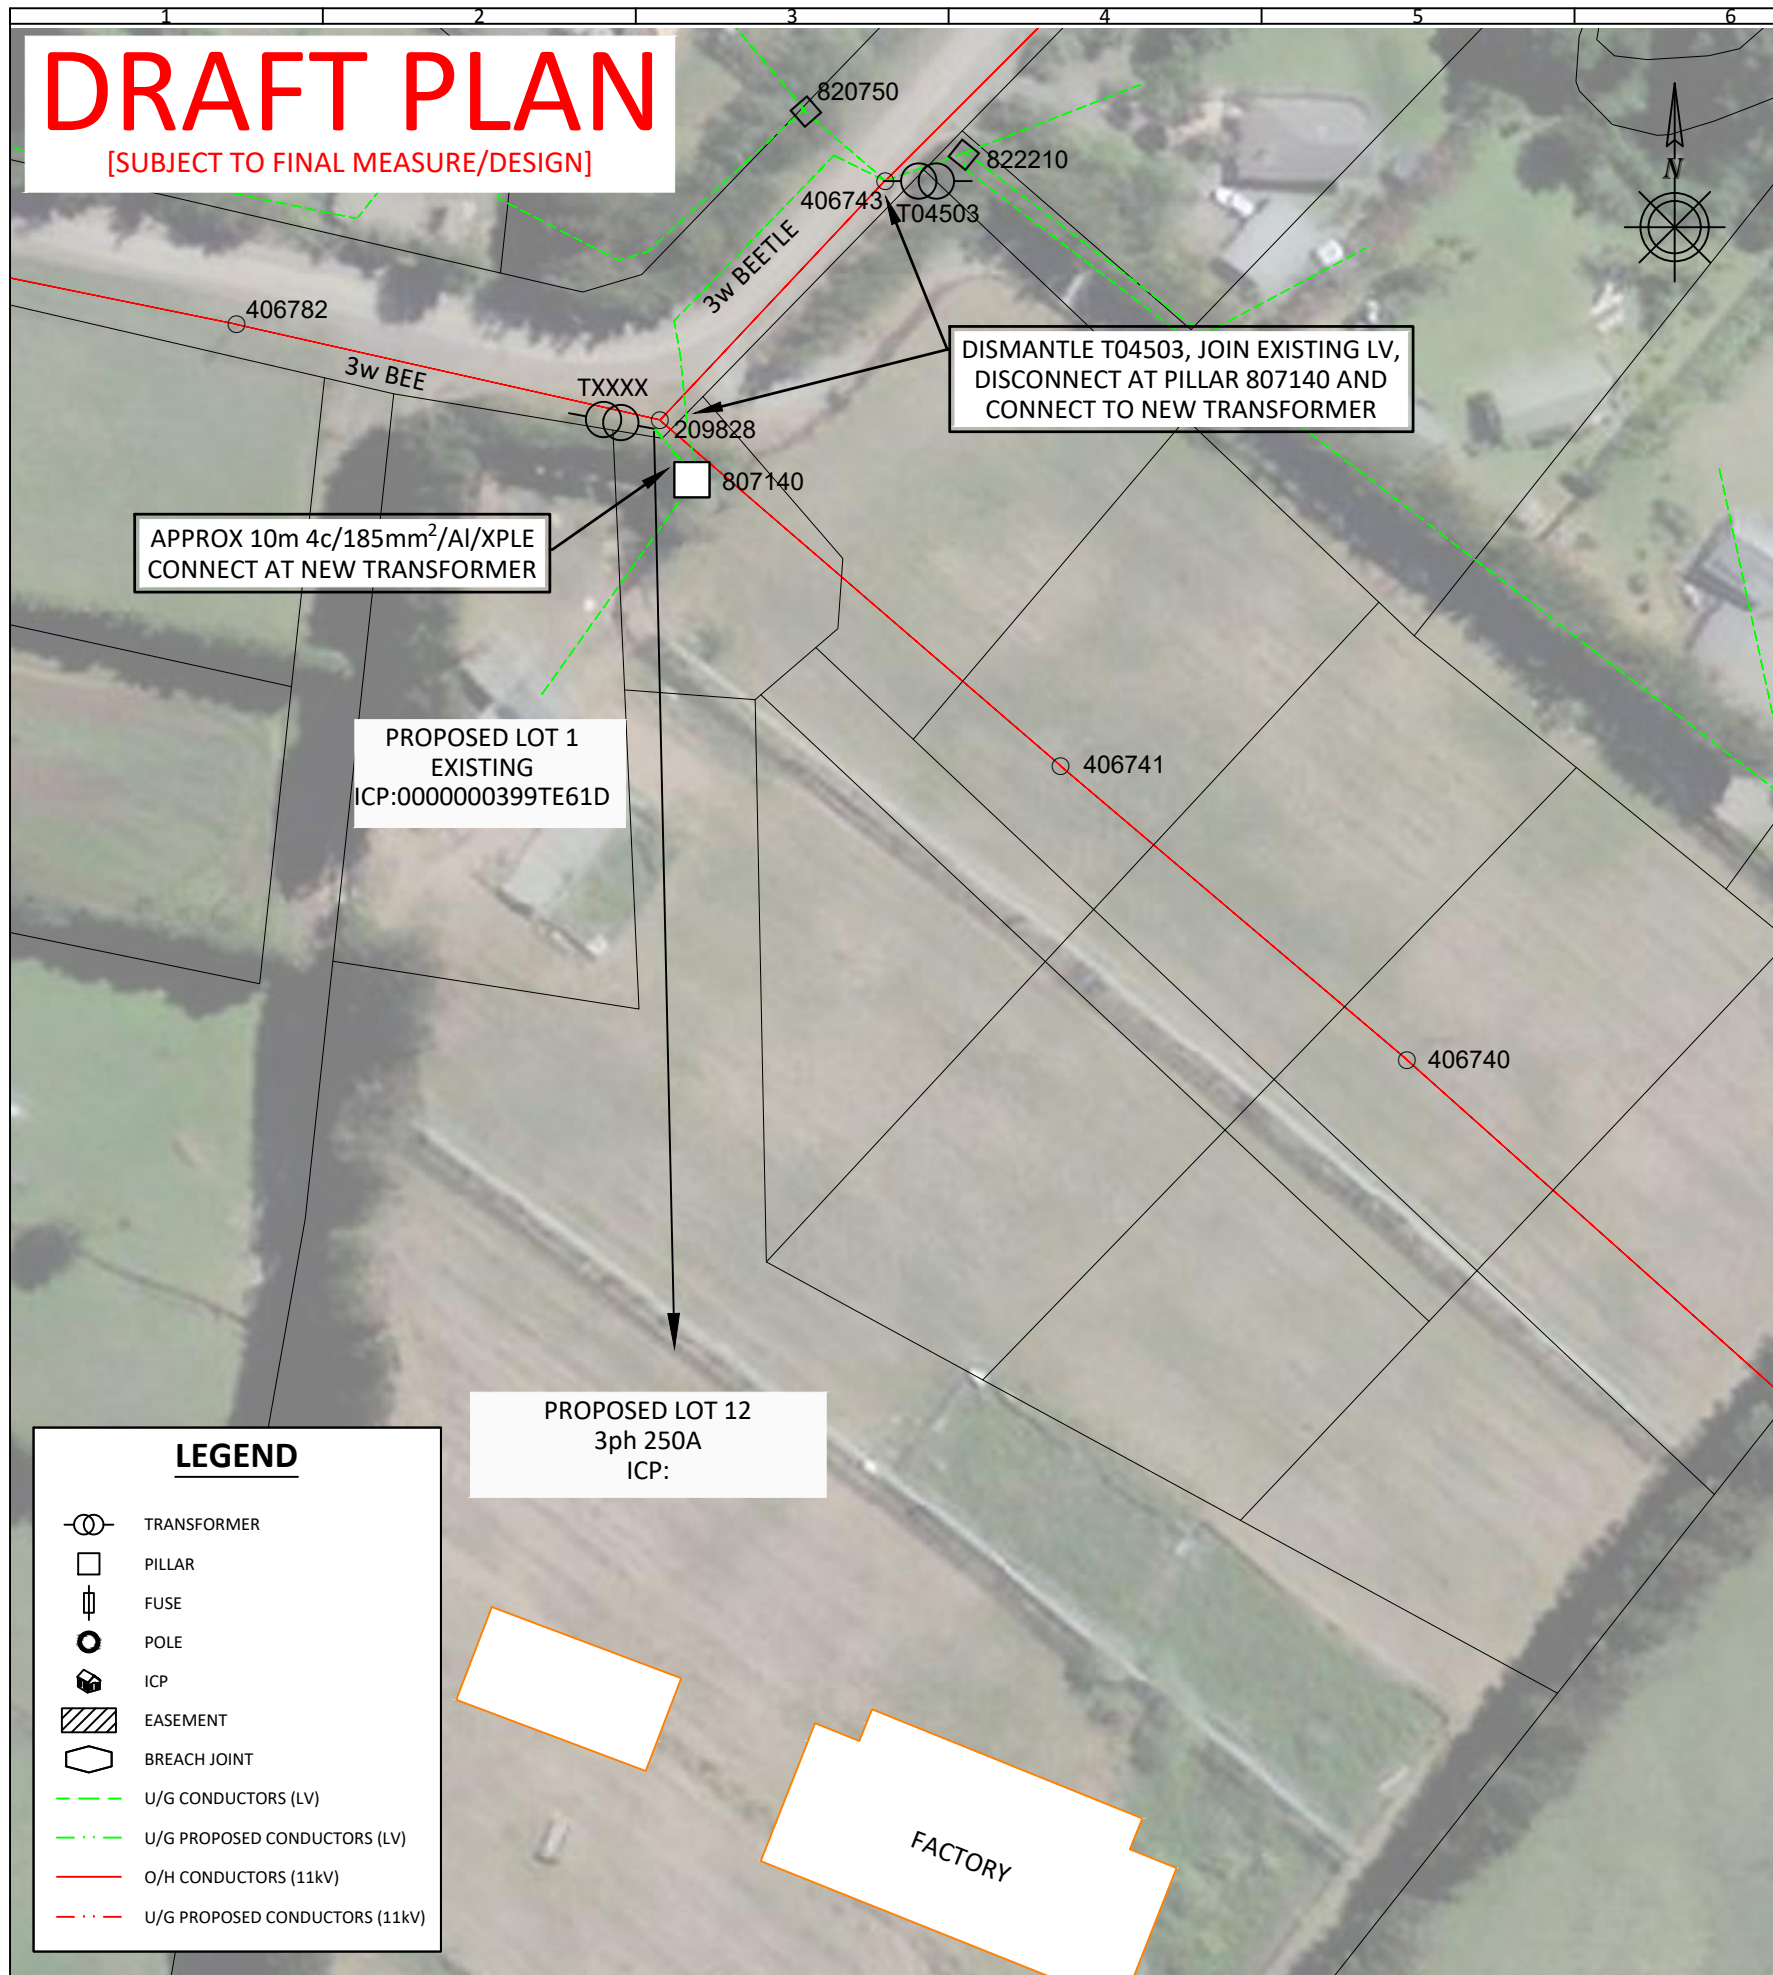 1 2 3 4 5 6
DRAFT PLAN
[SUBJECT TO FINAL MEASURE/DESIGN]
820750
822210
406743
T04503
N
3w BEETLE
406782
3w BEE
TXXXX
209828
807140
DISMANTLE T04503, JOIN EXISTING LV,
DISCONNECT AT PILLAR 807140 AND
CONNECT TO NEW TRANSFORMER
APPROX 10m 4c/185mm²/Al/XPLE
CONNECT AT NEW TRANSFORMER
PROPOSED LOT 1
EXISTING
ICP:0000000399TE61D
406741
406740
PROPOSED LOT 12
3ph 250A
ICP:
LEGEND
TRANSFORMER
PILLAR
FUSE
POLE
ICP
EASEMENT
BREACH JOINT
U/G CONDUCTORS (LV)
U/G PROPOSED CONDUCTORS (LV)
O/H CONDUCTORS (11kV)
U/G PROPOSED CONDUCTORS (11kV)
FACTORY